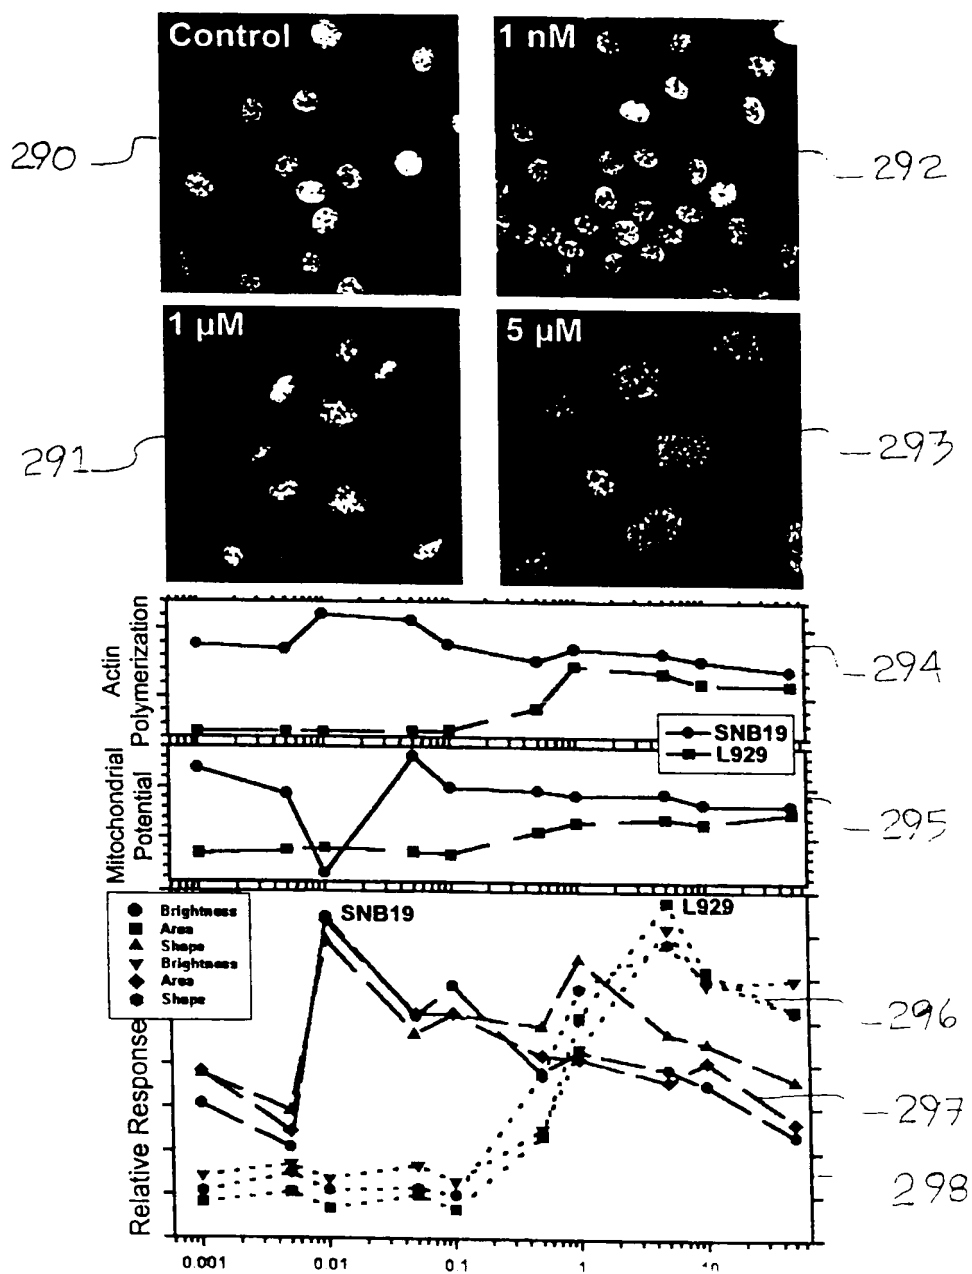 Control
1 nM
290
292
1 µM
5 µM
291
293
Actin
Polymerization
294
SNB19
L929
Mitochondrial
Potential
295
Brightness
Area
Shape
Brightness
Area
Shape
SNB19
L929
Relative Response
296
297
298
0.001
0.01
0.1
1
10